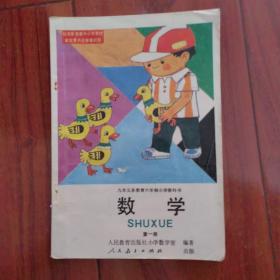 九年义务教育六年制小学教科书
数 学
SHUXUE
第一册
人民教育出版社小学数学室 编著
人民教育出版社 出版